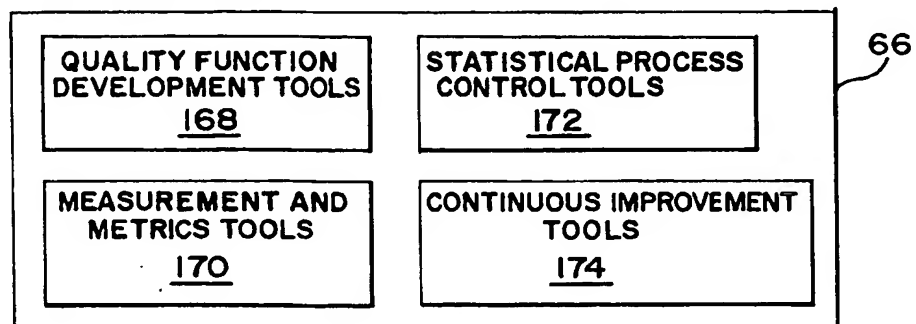 QUALITY FUNCTION
DEVELOPMENT TOOLS
168
STATISTICAL PROCESS
CONTROL TOOLS
172
66
MEASUREMENT AND
METRICS TOOLS
170
CONTINUOUS IMPROVEMENT
TOOLS
174